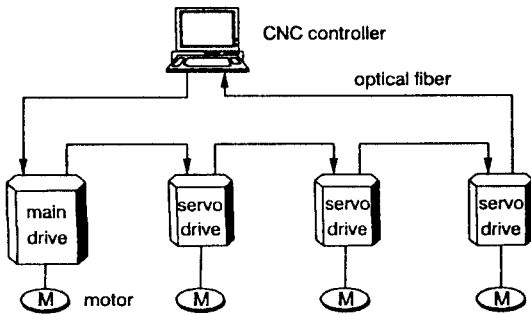 CNC controller
optical fiber
main
drive
servo
drive
servo
drive
servo
drive
M
motor
M
M
M